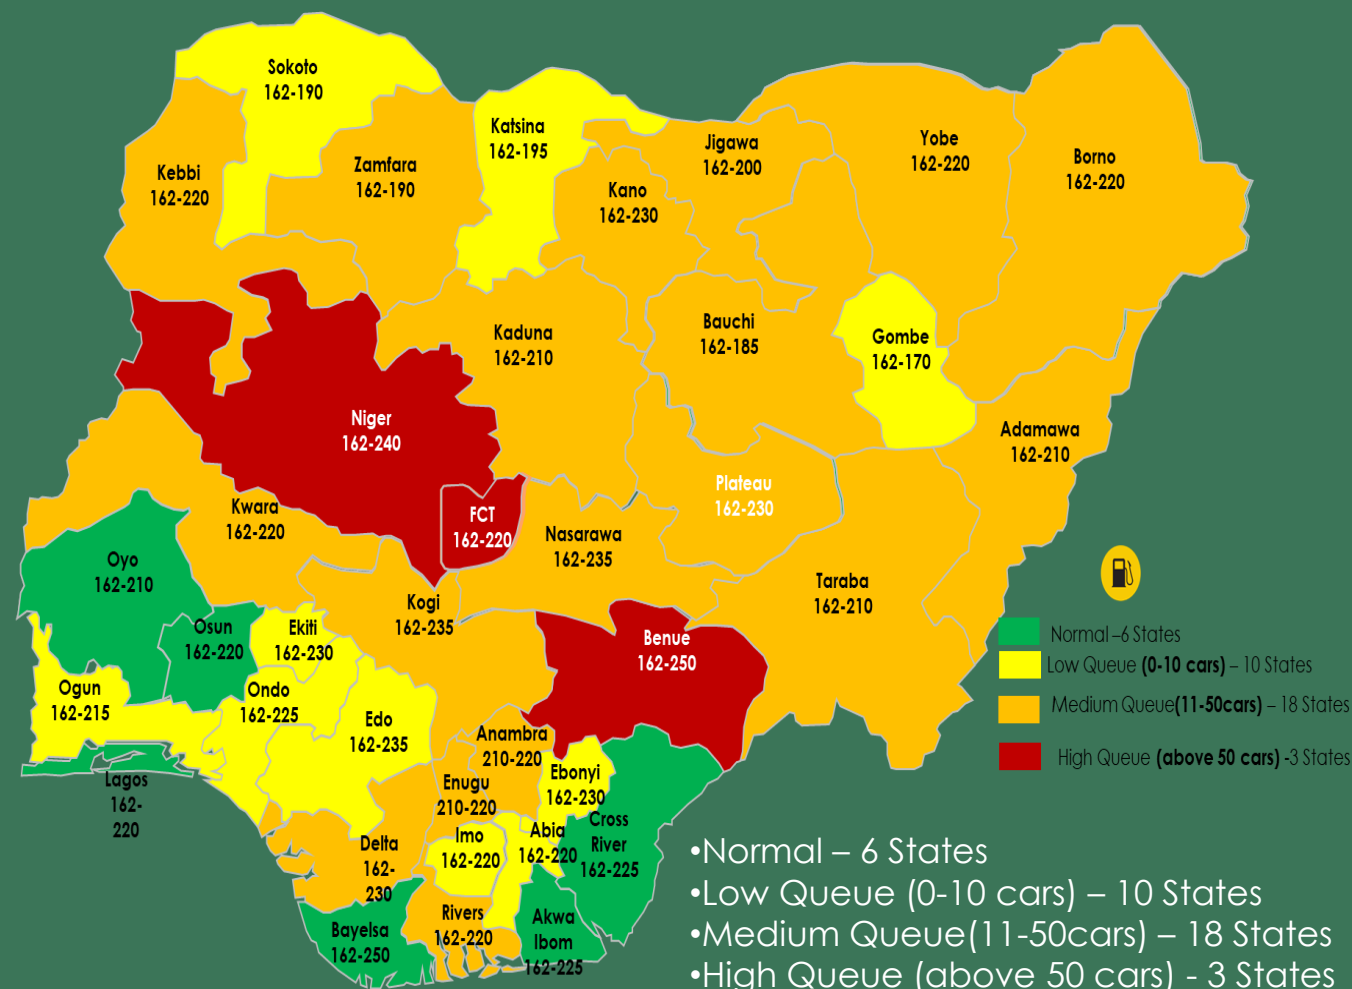 Sokoto
162-190
Katsina
162-195
Jigawa
162-200
Yobe
162-220
Borno
162-220
Kebbi
162-220
Zamfara
162-190
Kano
162-230
Kaduna
162-210
Bauchi
162-185
Gombe
162-170
Niger
162-240
Adamawa
162-210
Plateau
162-230
Kwara
162-220
FCT
162-220
Nasarawa
162-235
Oyo
162-210
Taraba
162-210
Kogi
162-235
Osun
162-220
Ekiti
162-230
Benue
162-250
Ogun
162-215
Ondo
162-225
Edo
162-235
Anambra
210-220
Lagos
162-
220
Enugu
210-220
Ebonyi
162-230
Cross
River
162-225
Delta
162-
230
Imo
162-220
Abia
162-220
Bayelsa
162-250
Rivers
162-220
Akwa
Ibom
162-225
Normal –6 States
Low Queue (0-10 cars) – 10 States
Medium Queue(11-50cars) – 18 States
High Queue (above 50 cars) -3 States
•Normal – 6 States
•Low Queue (0-10 cars) – 10 States
•Medium Queue(11-50cars) – 18 States
•High Queue (above 50 cars) - 3 States